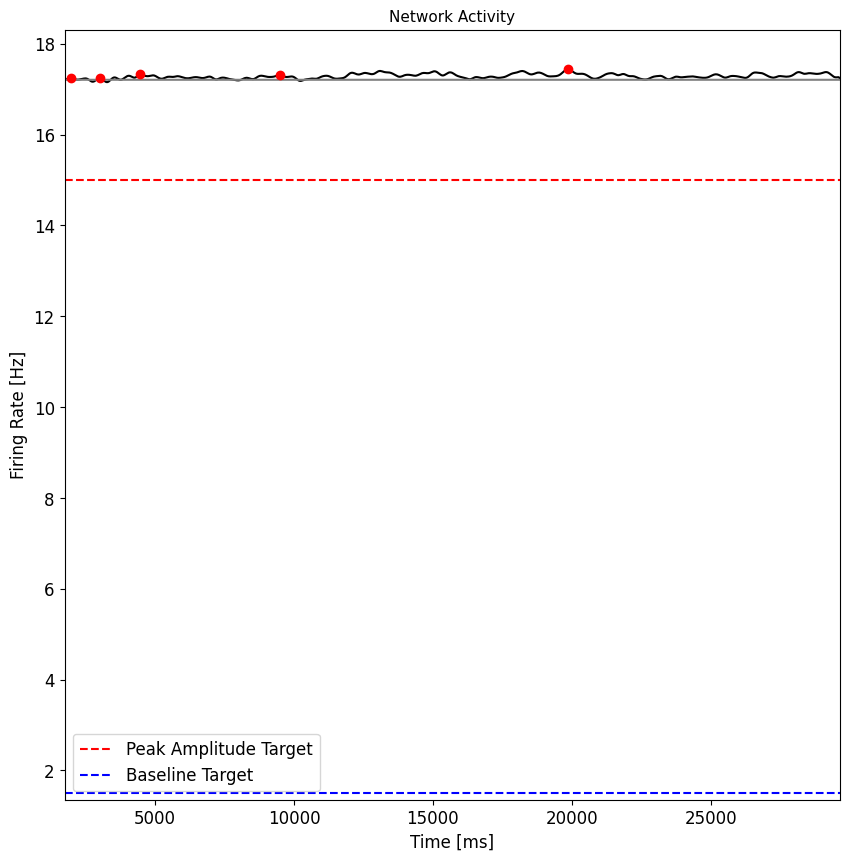 Network Activity
18
16
14
12
10
8
6
4
2
Firing Rate [Hz]
Peak Amplitude Target
Baseline Target
5000
10000
15000
20000
25000
Time [ms]